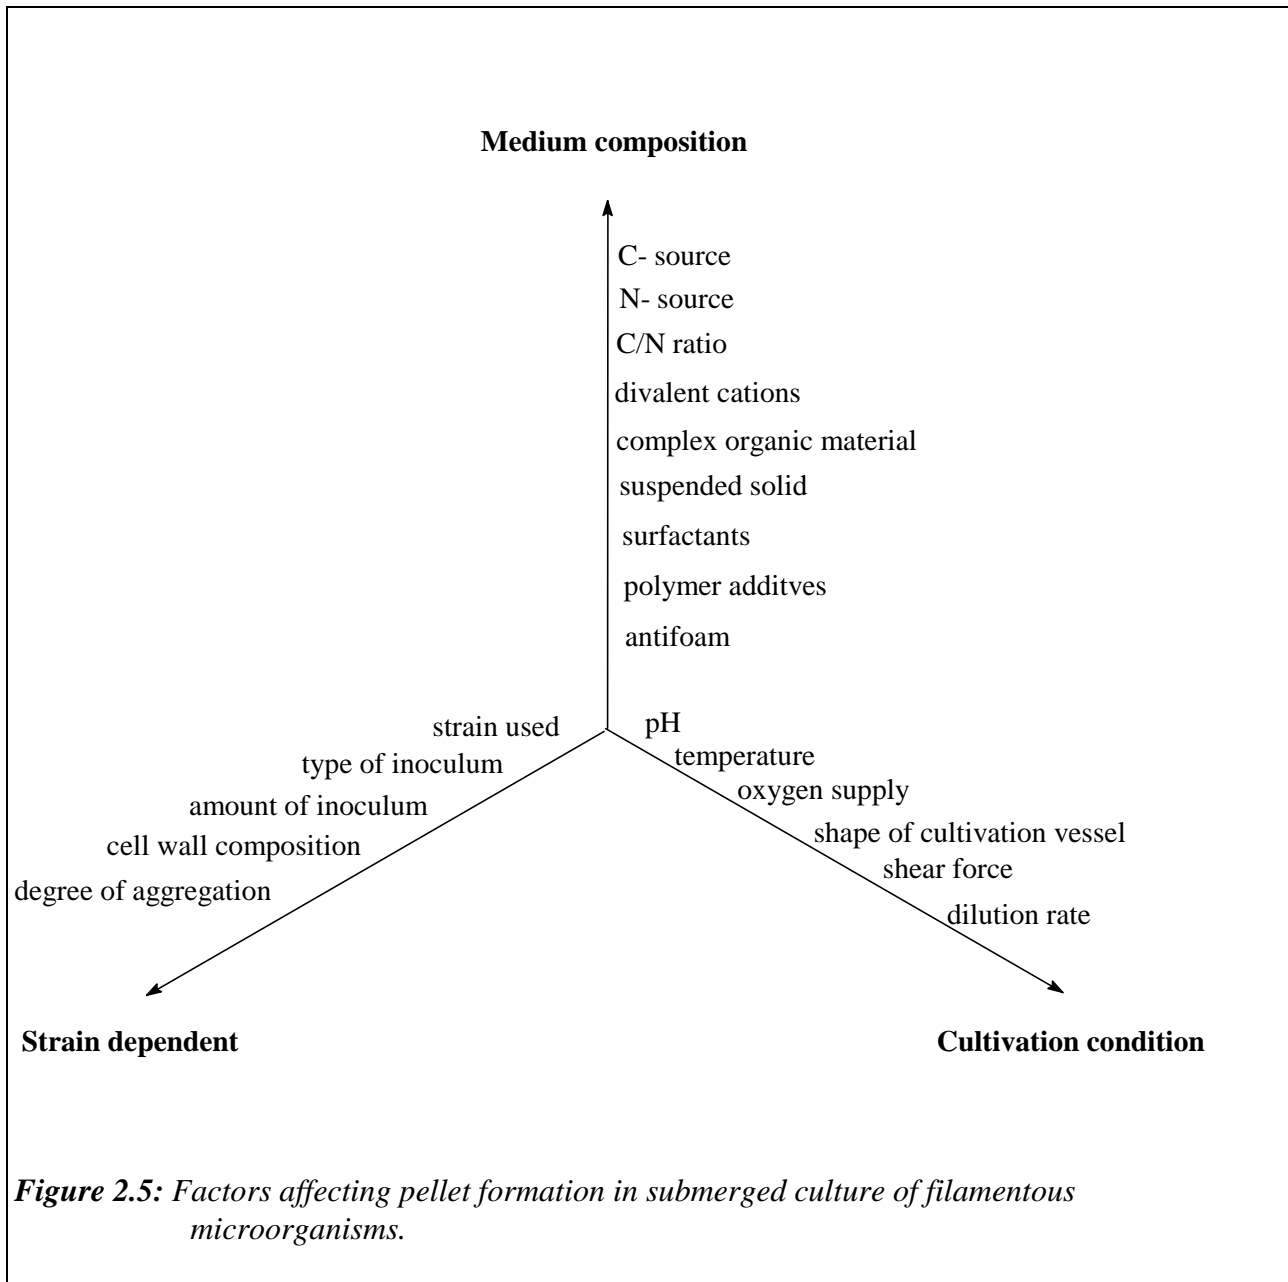 Medium composition
C- source
N- source
C/N ratio
divalent cations
complex organic material
suspended solid
surfactants
polymer additves
antifoam
strain used
type of inoculum
amount of inoculum
cell wall composition
degree of aggregation
pH
temperature
oxygen supply
shape of cultivation vessel
shear force
dilution rate
Strain dependent
Cultivation condition
Figure 2.5: Factors affecting pellet formation in submerged culture of filamentous
microorganisms.